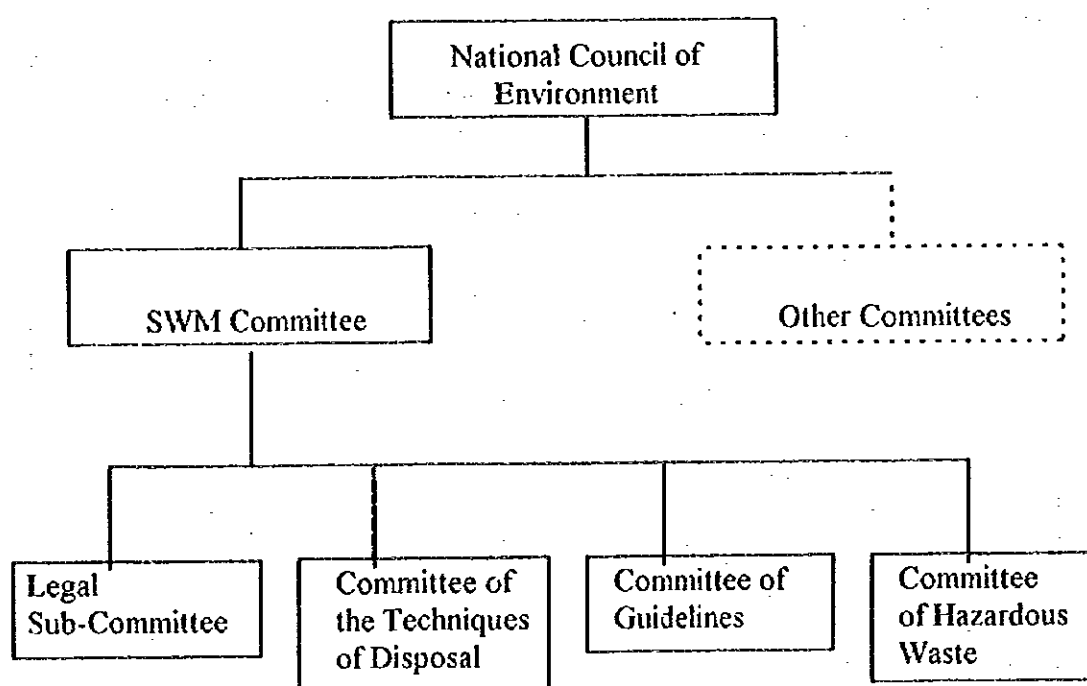 National Council of
Environment
SWM Committee
Other Committees
Legal
Sub-Committee
Committee of
the Techniques
of Disposal
Committee of
Guidelines
Committee
of Hazardous
Waste